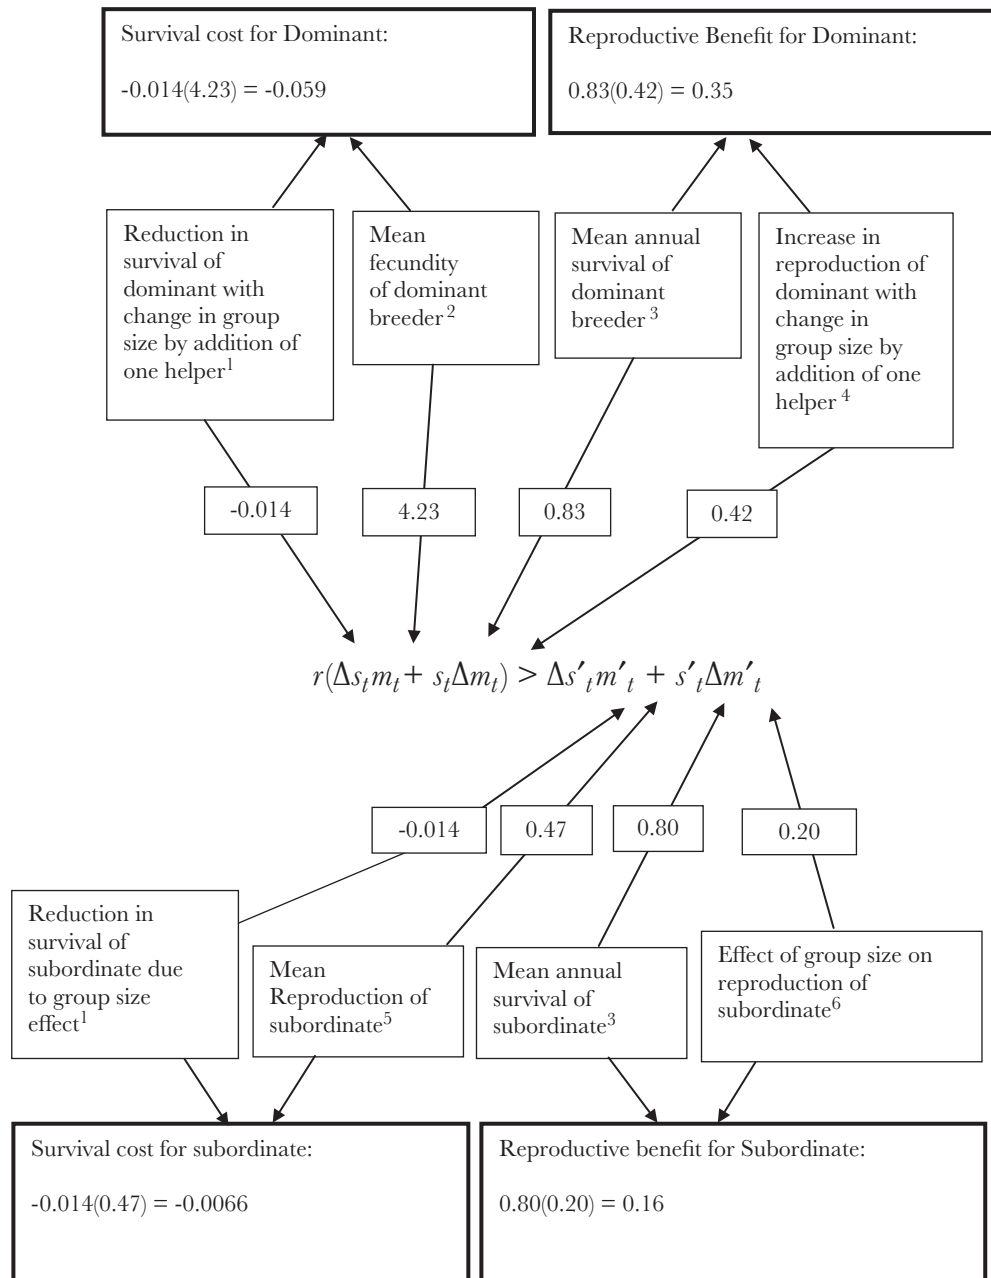 Survival cost for Dominant:
-0.014(4.23) = -0.059
Reproductive Benefit for Dominant:
0.83(0.42) = 0.35
Reduction in
survival of
dominant with
change in group
size by addition of
one helper1
Mean
fecundity
of dominant
breeder2
Mean annual
survival of
dominant
breeder 3
Increase in
reproduction of
dominant with
change in
group size by
addition of one
helper 4
-0.014
4.23
0.83
0.42
r(Δstmt + stΔmt) > Δs′tm′t + s′tΔm′t
-0.014
0.47
0.80
0.20
Reduction in
survival of
subordinate due
to group size
effect1
Mean
Reproduction of
subordinate5
Mean annual
survival of
subordinate3
Effect of group size on
reproduction of
subordinate6
Survival cost for subordinate:
-0.014(0.47) = -0.0066
Reproductive benefit for Subordinate:
0.80(0.20) = 0.16